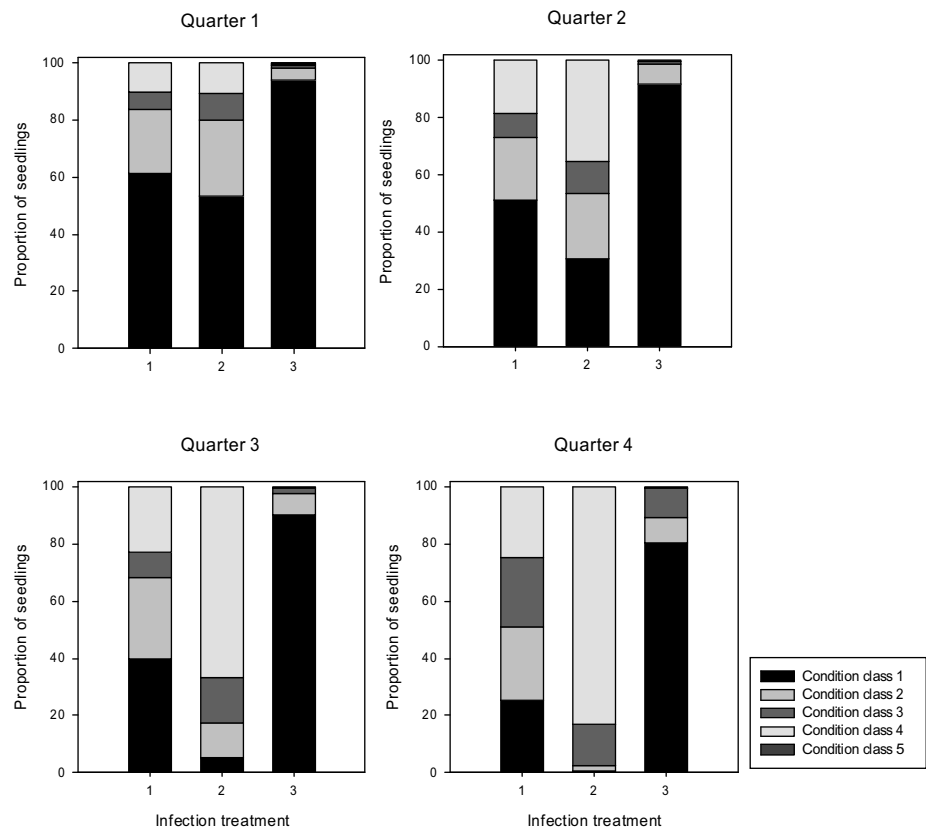 Quarter 1
Proportion of seedlings
100
80
60
40
20
0
1 2 3
Quarter 2
Proportion of seedlings
100
80
60
40
20
0
1 2 3
Quarter 3
Proportion of seedlings
100
80
60
40
20
0
1 2 3
Infection treatment
Quarter 4
Proportion of seedlings
100
80
60
40
20
0
1 2 3
Infection treatment
Condition class 1
Condition class 2
Condition class 3
Condition class 4
Condition class 5